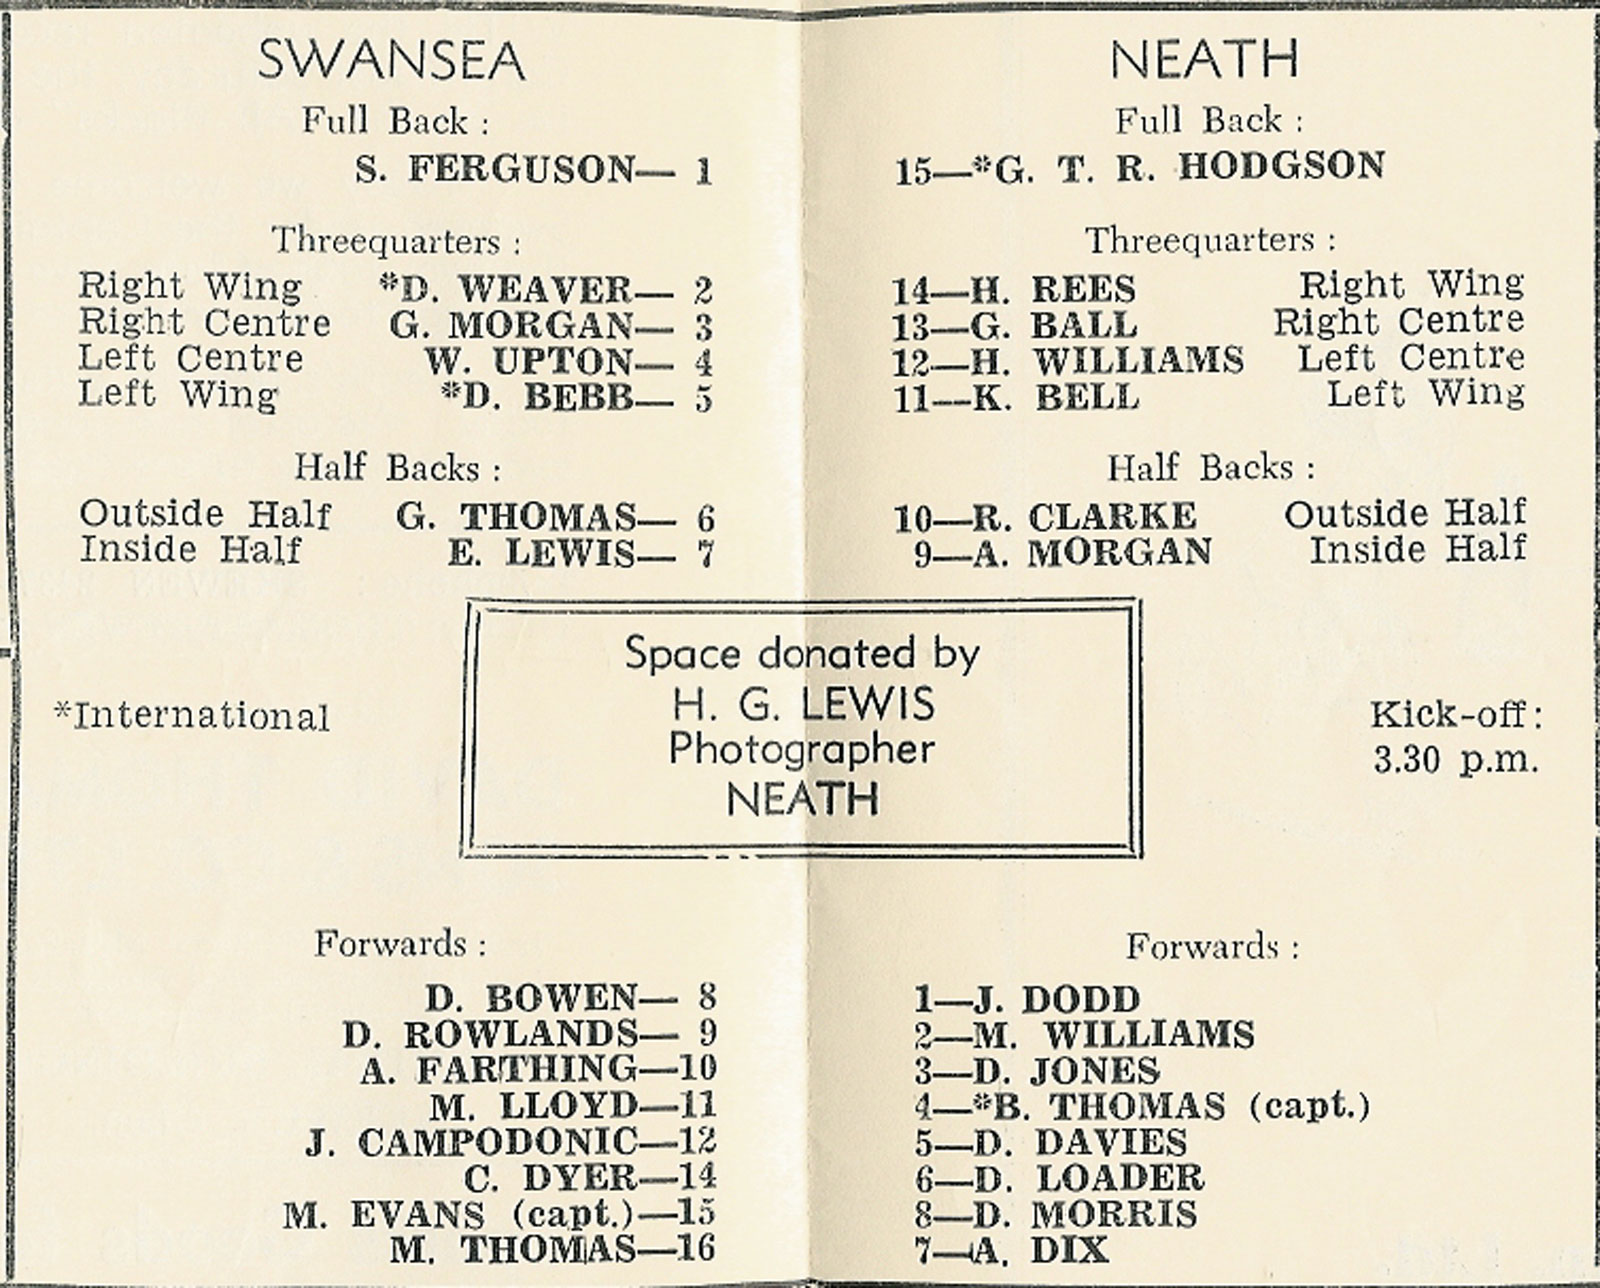 SWANSEA
Full Back :
S. FERGUSON— 1
Threequarters :
Right Wing *D. WEAVER— 2
Right Centre G. MORGAN— 3
Left Centre W. UPTON— 4
Left Wing *D. BEBB— 5
Half Backs :
Outside Half G. THOMAS— 6
Inside Half E. LEWIS— 7
NEATH
Full Back :
15—*G. T. R. HODGSON
Threequarters :
14—H. REES Right Wing
13—G. BALL Right Centre
12—H. WILLIAMS Left Centre
11—K. BELL Left Wing
Half Backs :
10—R. CLARKE Outside Half
9—A. MORGAN Inside Half
*International
Space donated by
H. G. LEWIS
Photographer
NEATH
Kick-off:
3.30 p.m.
Forwards :
D. BOWEN— 8
D. ROWLANDS— 9
A. FARTHING—10
M. LLOYD—11
J. CAMPODONIC—12
C. DYER—14
M. EVANS (capt.)—15
M. THOMAS—16
Forwards :
1—J. DODD
2—M. WILLIAMS
3—D. JONES
4—*B. THOMAS (capt.)
5—D. DAVIES
6—D. LOADER
8—D. MORRIS
7—A. DIX